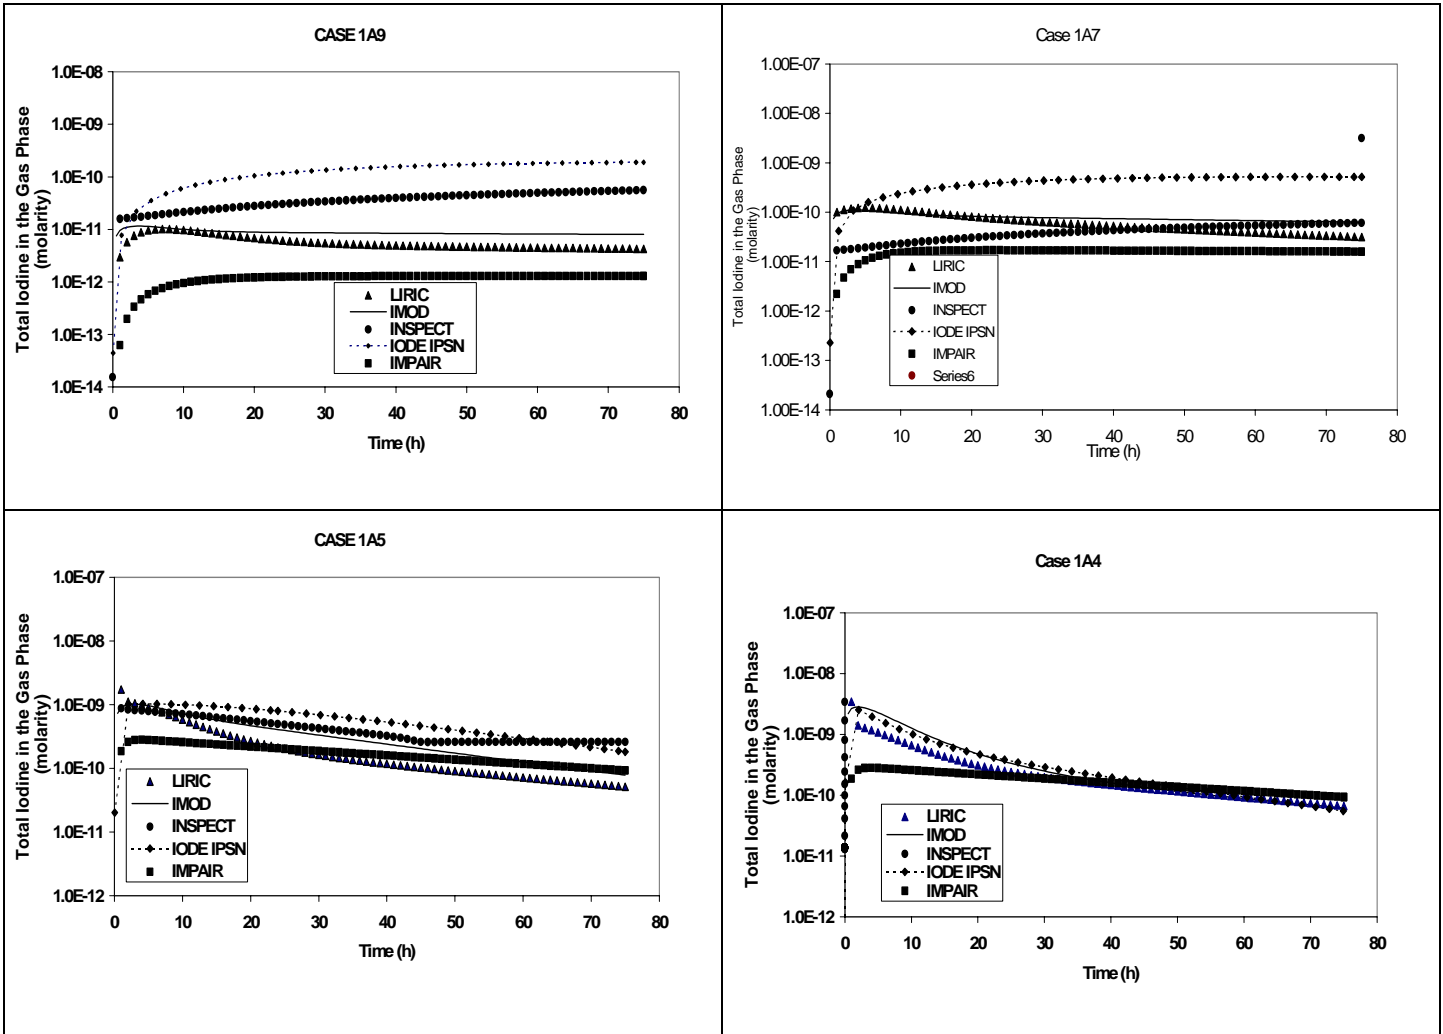 CASE 1A9
Total Iodine in the Gas Phase
(molarity)
1.0E-08
1.0E-09
1.0E-10
1.0E-11
1.0E-12
1.0E-13
1.0E-14
0 10 20 30 40 50 60 70 80
Time (h)
LIRIC
IMOD
INSPECT
IODE IPSN
IMPAIR
Case 1A7
Total Iodine in the Gas Phase
(molarity)
1.00E-07
1.00E-08
1.00E-09
1.00E-10
1.00E-11
1.00E-12
1.00E-13
1.00E-14
0 10 20 30 40 50 60 70 80
Time (h)
LIRIC
IMOD
INSPECT
IODE IPSN
IMPAIR
Series6
CASE 1A5
Total Iodine in the Gas Phase
(molarity)
1.0E-07
1.0E-08
1.0E-09
1.0E-10
1.0E-11
1.0E-12
0 10 20 30 40 50 60 70 80
Time (h)
LIRIC
IMOD
INSPECT
IODE IPSN
IMPAIR
Case 1A4
Total Iodine in the Gas Phase
(molarity)
1.0E-07
1.0E-08
1.0E-09
1.0E-10
1.0E-11
1.0E-12
0 10 20 30 40 50 60 70 80
Time (h)
LIRIC
IMOD
INSPECT
IODE IPSN
IMPAIR